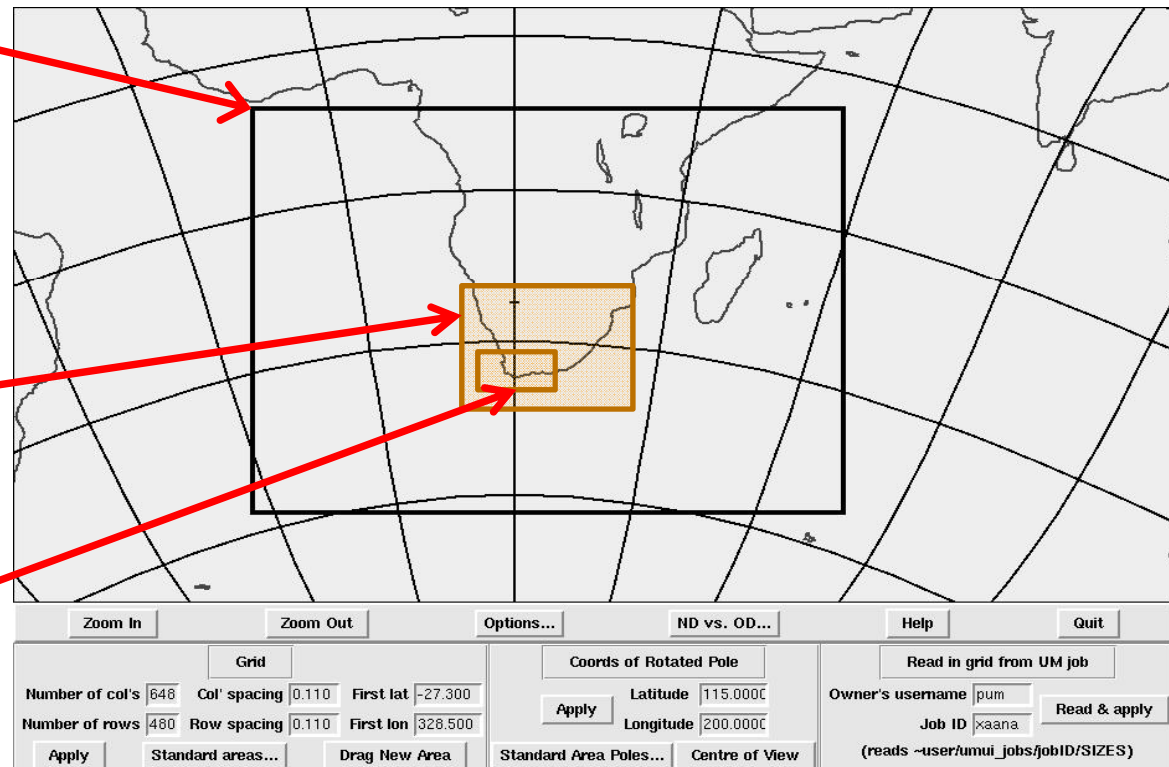 Zoom In Zoom Out Options... ND vs. OD... Help Quit
Grid Coords of Rotated Pole Read in grid from UM job
Number of col's 648 Col' spacing 0.110 First lat -27.300 Latitude 115.0000 Owner's username pum
Number of rows 480 Row spacing 0.110 First lon 328.500 Apply Longitude 200.0000 Job ID xaana Read & apply
Apply Standard areas... Drag New Area Standard Area Poles... Centre of View (reads ~user/umui_jobs/jobID/SIZES)